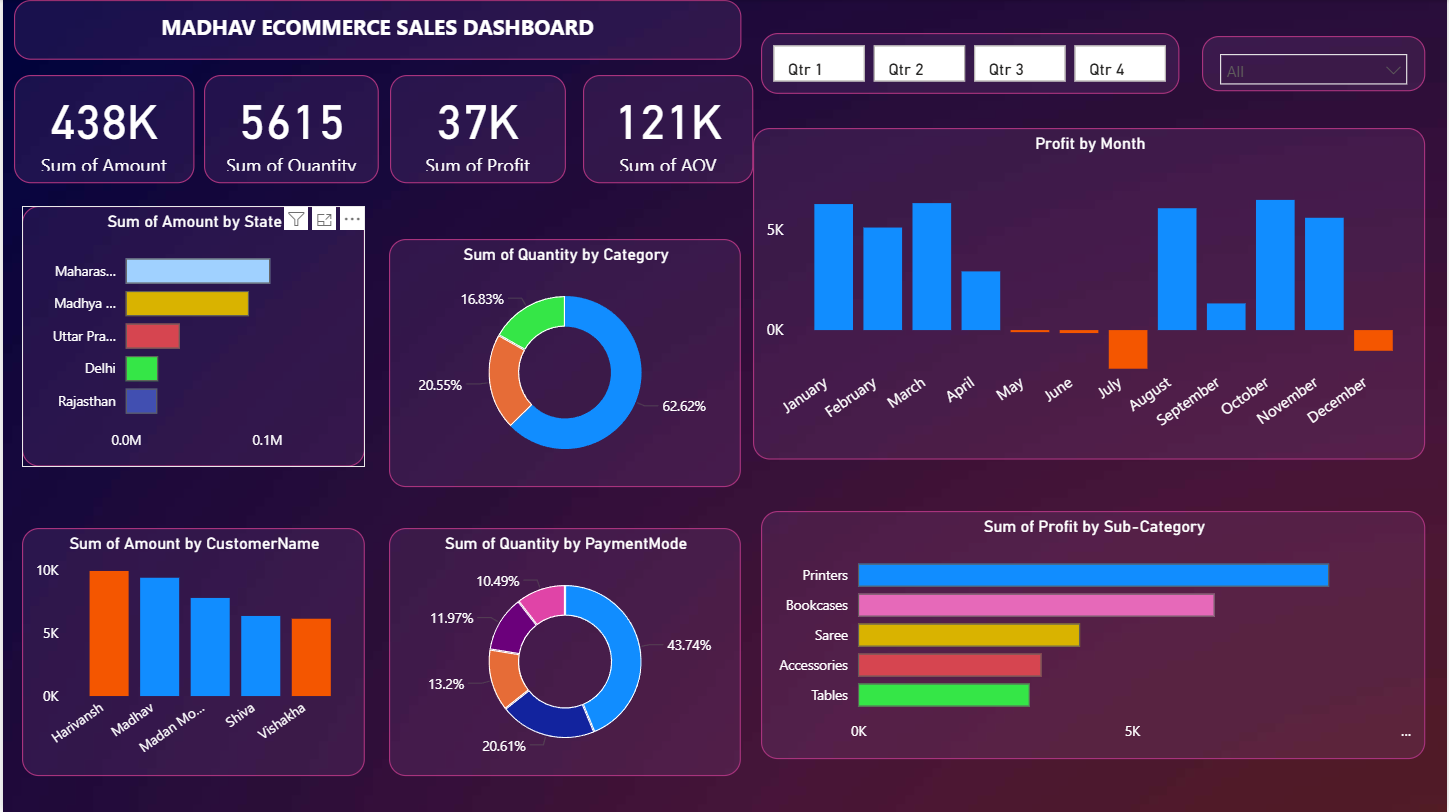 MADHAV ECOMMERCE SALES DASHBOARD
Qtr 1
Qtr 2
Qtr 3
Qtr 4
All
438K
Sum of Amount
5615
Sum of Quantity
37K
Sum of Profit
121K
Sum of AOV
Sum of Amount by State
Maharas...
Madhya ...
Uttar Pra...
Delhi
Rajasthan
0.0M
0.1M
Sum of Quantity by Category
16.83%
20.55%
62.62%
Profit by Month
5K
0K
January
February
March
April
May
June
July
August
September
October
November
December
Sum of Amount by CustomerName
10K
5K
0K
Harivansh
Madhav
Madan Mo...
Shiva
Vishakha
Sum of Quantity by PaymentMode
10.49%
11.97%
43.74%
13.2%
20.61%
Sum of Profit by Sub-Category
Printers
Bookcases
Saree
Accessories
Tables
0K
5K
...